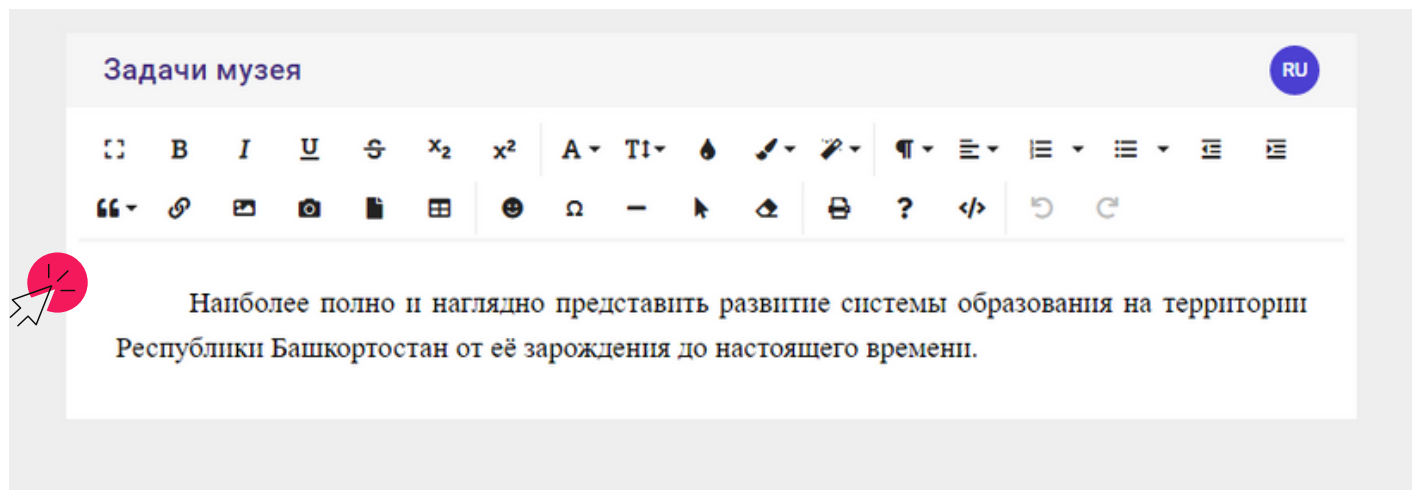 Задачи музея
RU
Наиболее полно и наглядно представить развитие системы образования на территории
Республики Башкортостан от её зарождения до настоящего времени.